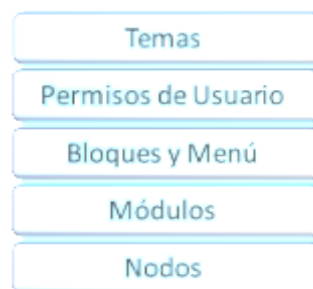 Temas
Permisos de Usuario
Bloques y Menú
Módulos
Nodos